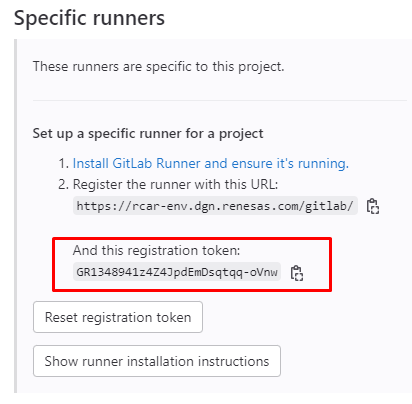 Specific runners
These runners are specific to this project.
Set up a specific runner for a project
1. Install GitLab Runner and ensure it's running.
2. Register the runner with this URL:
https://rcar-env.dgn.renesas.com/gitlab/
And this registration token:
GR1348941z4Z4JpdEmDsqtqq-oVnw
Reset registration token
Show runner installation instructions